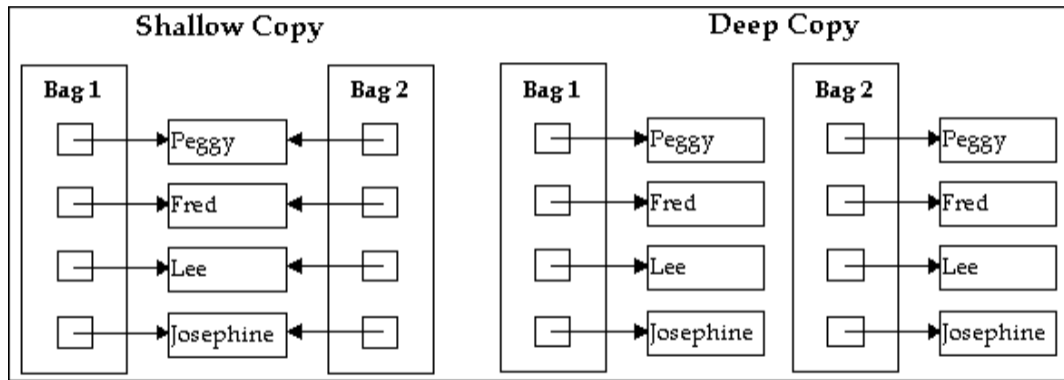 Shallow Copy
Bag 1
Bag 2
Peggy
Fred
Lee
Josephine
Deep Copy
Bag 1
Bag 2
Peggy
Peggy
Fred
Fred
Lee
Lee
Josephine
Josephine